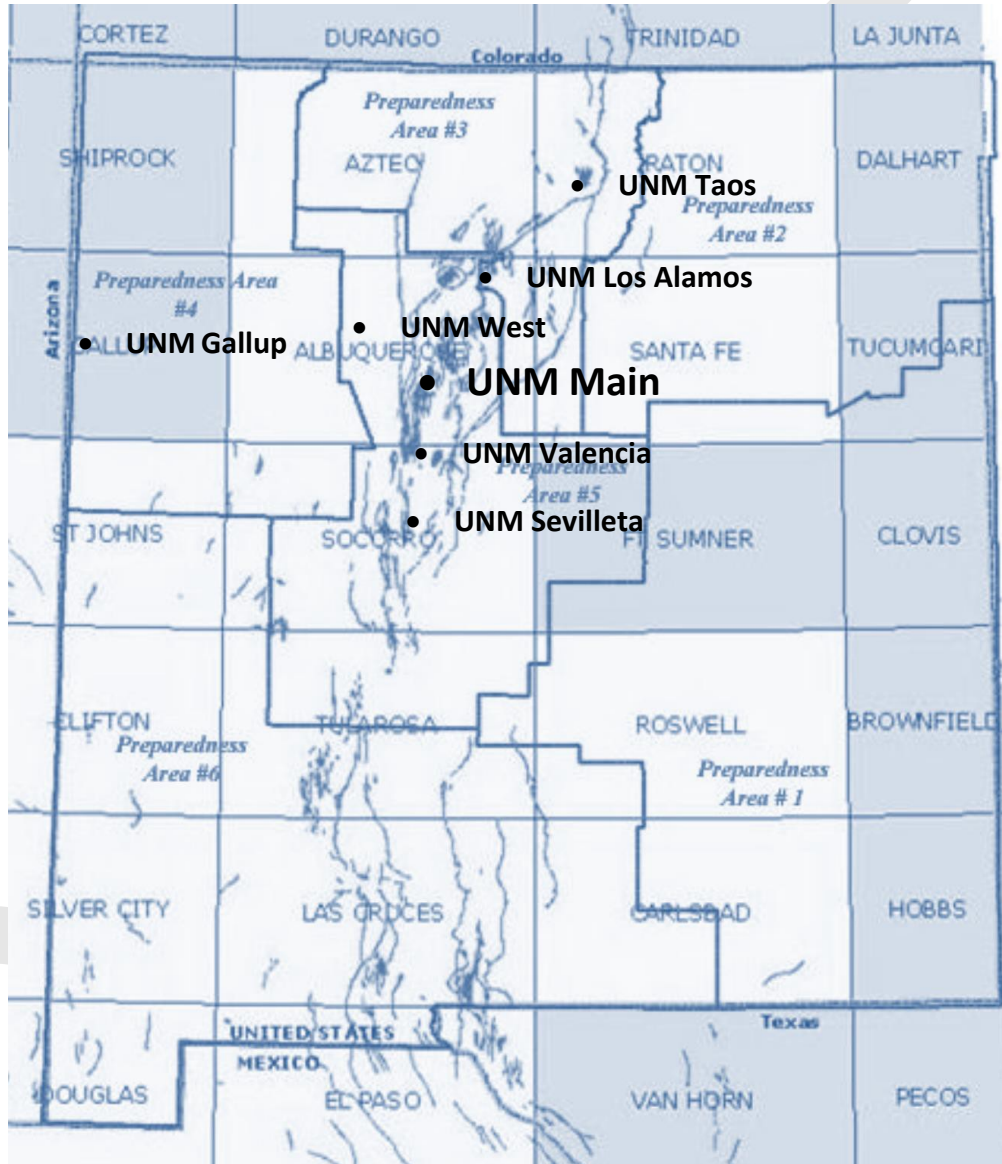 CORTEZ
DURANGO
TRINIDAD
LA JUNTA
Colorado
Preparedness
Area #3
SHIPROCK
AZTEC
RATON
DALHART
UNM Taos
Preparedness
Area #2
Preparedness Area
#4
UNM Los Alamos
Arizona
GALLUP
UNM Gallup
UNM West
ALBUQUERQUE
SANTA FE
TUCUMCARI
UNM Main
UNM Valencia
Preparedness
Area #5
UNM Sevilleta
ST JOHNS
SOCORRO
FT SUMNER
CLOVIS
CLIFTON
TULAROSA
ROSWELL
BROWNFIELD
Preparedness
Area #6
Preparedness
Area # 1
SILVER CITY
LAS CRUCES
CARLSBAD
HOBBS
UNITED STATES
Texas
MEXICO
DOUGLAS
EL PASO
VAN HORN
PECOS